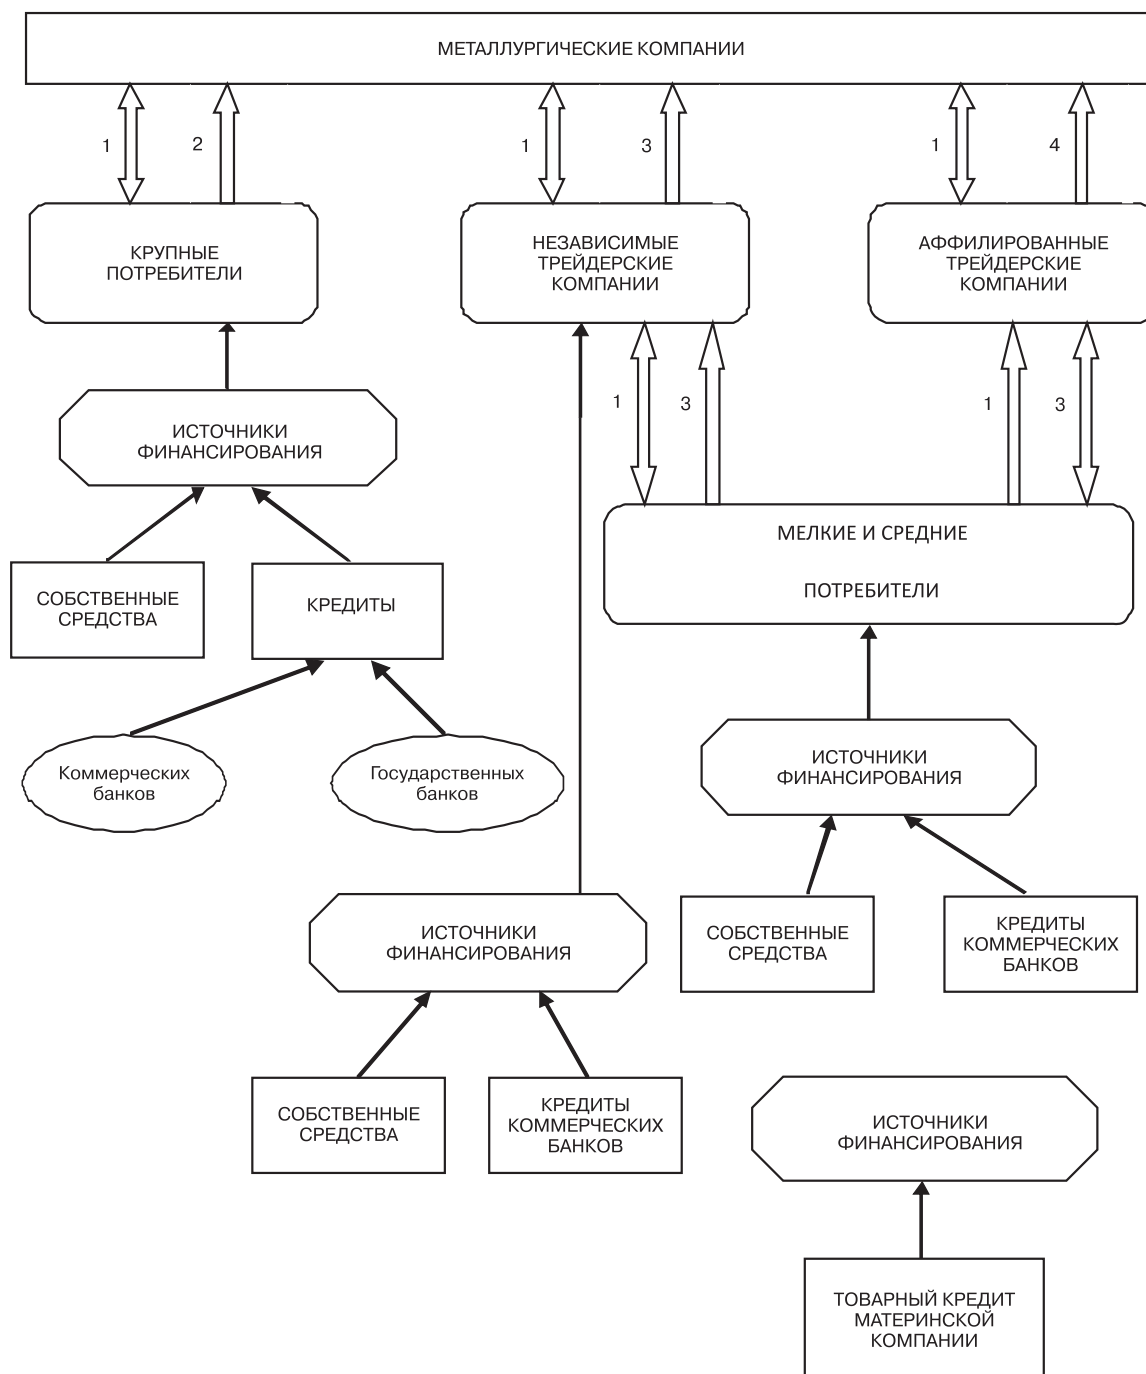 МЕТАЛЛУРГИЧЕСКИЕ КОМПАНИИ
1
2
1
3
1
4
КРУПНЫЕ
ПОТРЕБИТЕЛИ
НЕЗАВИСИМЫЕ
ТРЕЙДЕРСКИЕ
КОМПАНИИ
АФФИЛИРОВАННЫЕ
ТРЕЙДЕРСКИЕ
КОМПАНИИ
1
3
1
3
ИСТОЧНИКИ
ФИНАНСИРОВАНИЯ
МЕЛКИЕ И СРЕДНИЕ
ПОТРЕБИТЕЛИ
СОБСТВЕННЫЕ
СРЕДСТВА
КРЕДИТЫ
Коммерческих
банков
Государственных
банков
ИСТОЧНИКИ
ФИНАНСИРОВАНИЯ
СОБСТВЕННЫЕ
СРЕДСТВА
КРЕДИТЫ
КОММЕРЧЕСКИХ
БАНКОВ
ИСТОЧНИКИ
ФИНАНСИРОВАНИЯ
СОБСТВЕННЫЕ
СРЕДСТВА
КРЕДИТЫ
КОММЕРЧЕСКИХ
БАНКОВ
ИСТОЧНИКИ
ФИНАНСИРОВАНИЯ
ТОВАРНЫЙ КРЕДИТ
МАТЕРИНСКОЙ
КОМПАНИИ